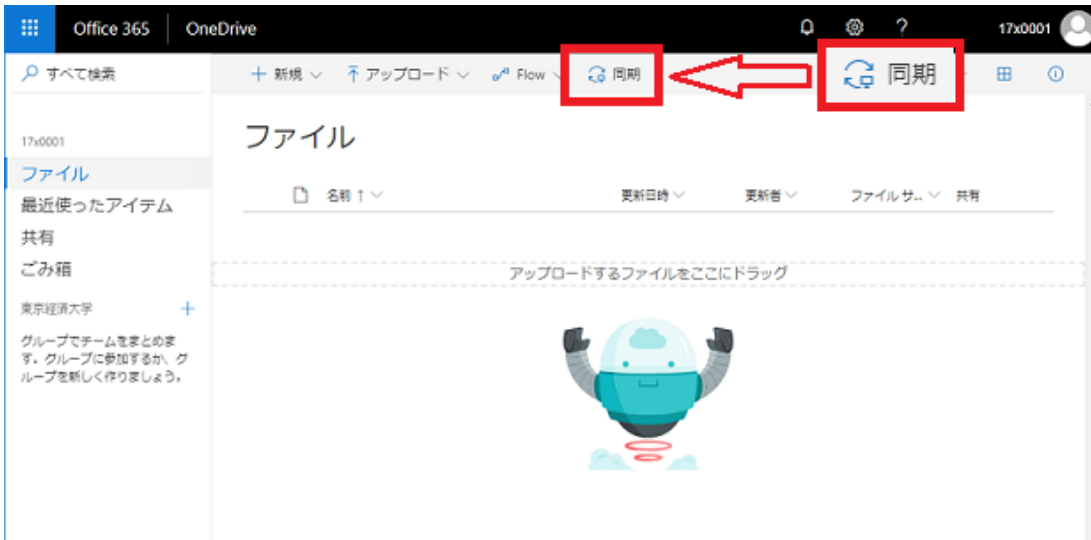 Office 365 OneDrive ? 17x0001
すべて検索 新規 アップロード Flow 同期 同期
17x0001
ファイル
ファイル
最近使ったアイテム
共有
ごみ箱
名前 ↑ 更新日時 更新者 ファイル サ... 共有
アップロードするファイルをここにドラッグ
東京経済大学 +
グループでチームをまとめま
す。グループに参加するか、グ
ループを新しく作りましょう。